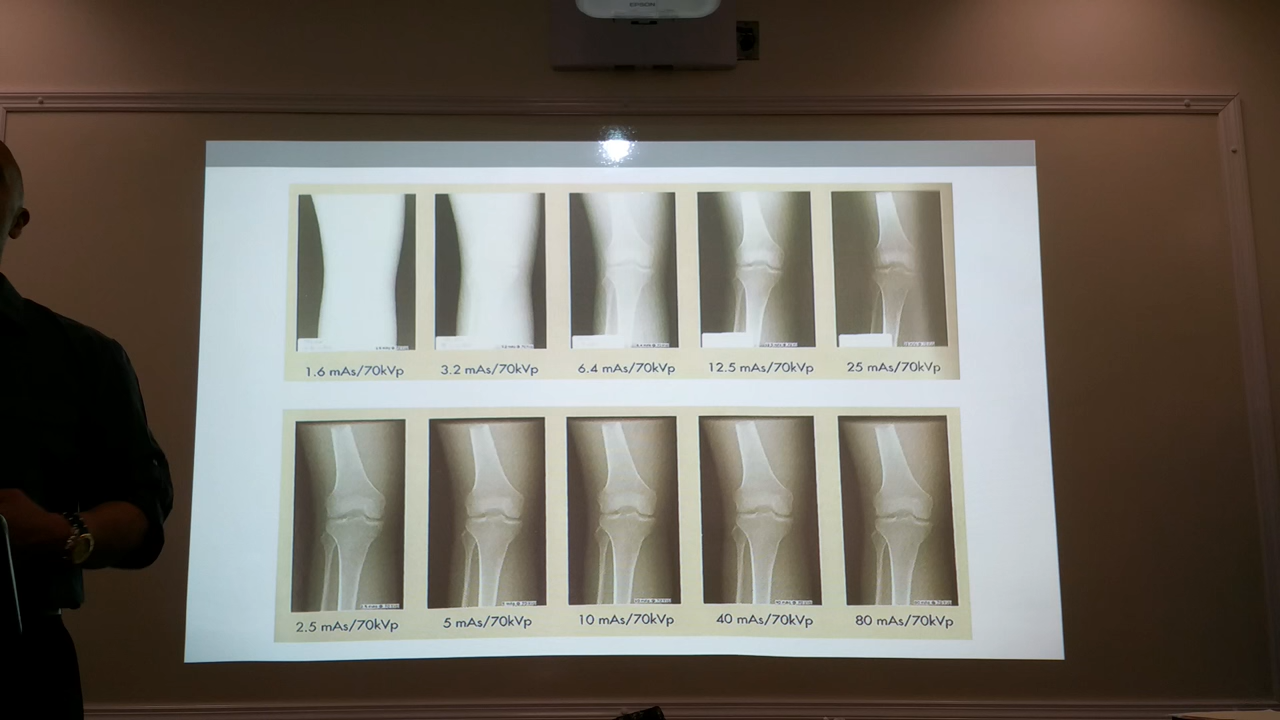 EPSON
1.6 mAs/70kVp
3.2 mAs/70kVp
6.4 mAs/70kVp
12.5 mAs/70kVp
25 mAs/70kVp
2.5 mAs/70kVp
5 mAs/70kVp
10 mAs/70kVp
40 mAs/70kVp
80 mAs/70kVp